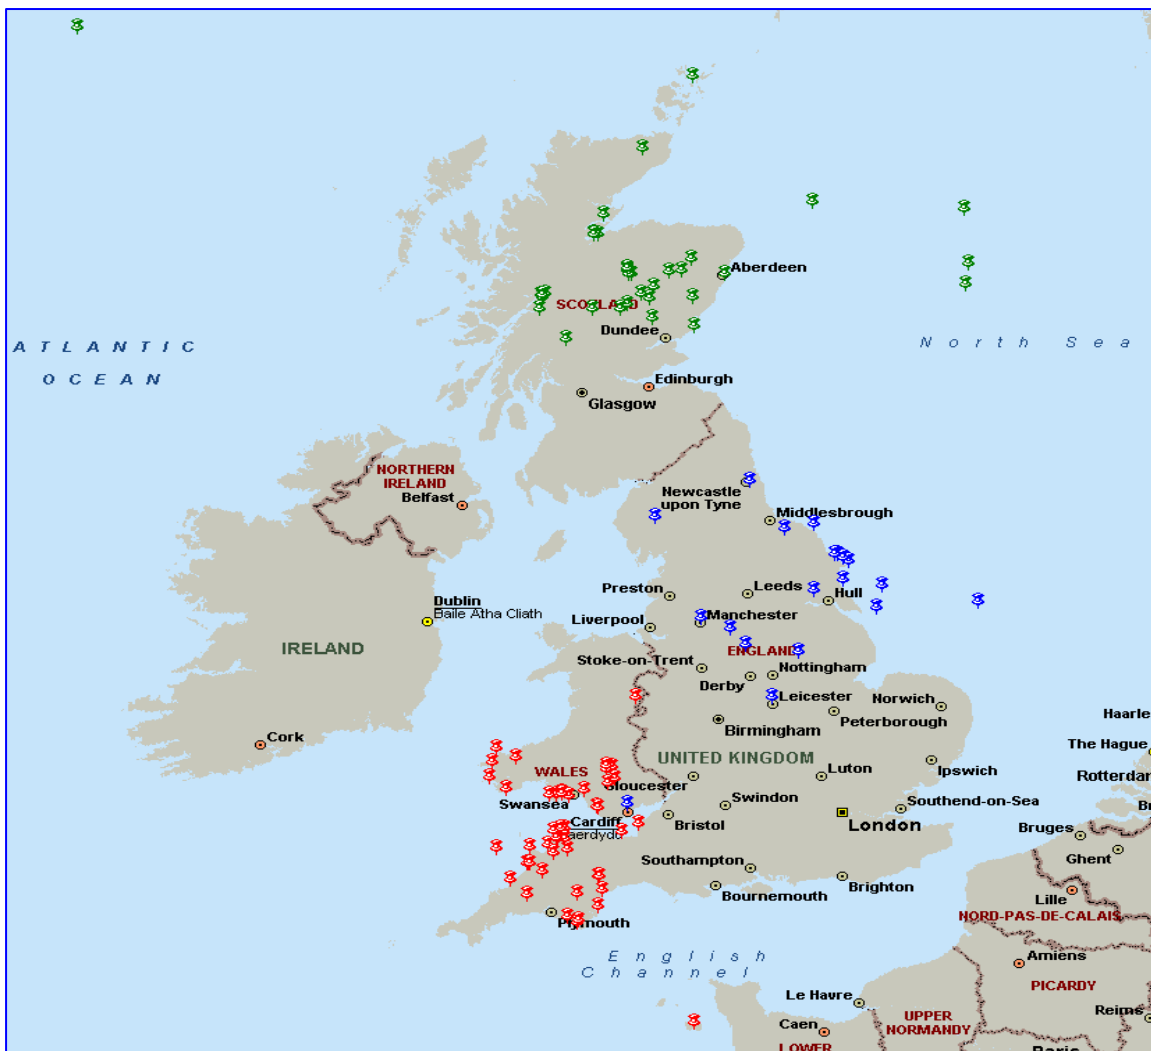 Aberdeen
SCOTLAND
Dundee
North Sea
ATLANTIC
OCEAN
Edinburgh
Glasgow
NORTHERN
IRELAND
Belfast
Newcastle
upon Tyne
Middlesbrough
Preston
Leeds
Hull
Dublin
Baile Atha Cliath
Manchester
Liverpool
IRELAND
ENGLAND
Stoke-on-Trent
Nottingham
Derby
Leicester
Norwich
Peterborough
Birmingham
Haarle
Cork
The Hague
UNITED KINGDOM
WALES
Luton
Ipswich
Rotterdam
Gloucester
Swansea
Swindon
Southend-on-Sea
Br
Cardiff
Bristol
London
Bruges
Caerdydd
Ghent
Southampton
Brighton
Bournemouth
Lille
Plymouth
NORD-PAS-DE-CALAIS
English
Channel
Amiens
PICARDY
Le Havre
UPPER
NORMANDY
Reims
Caen
LOWER
Paris